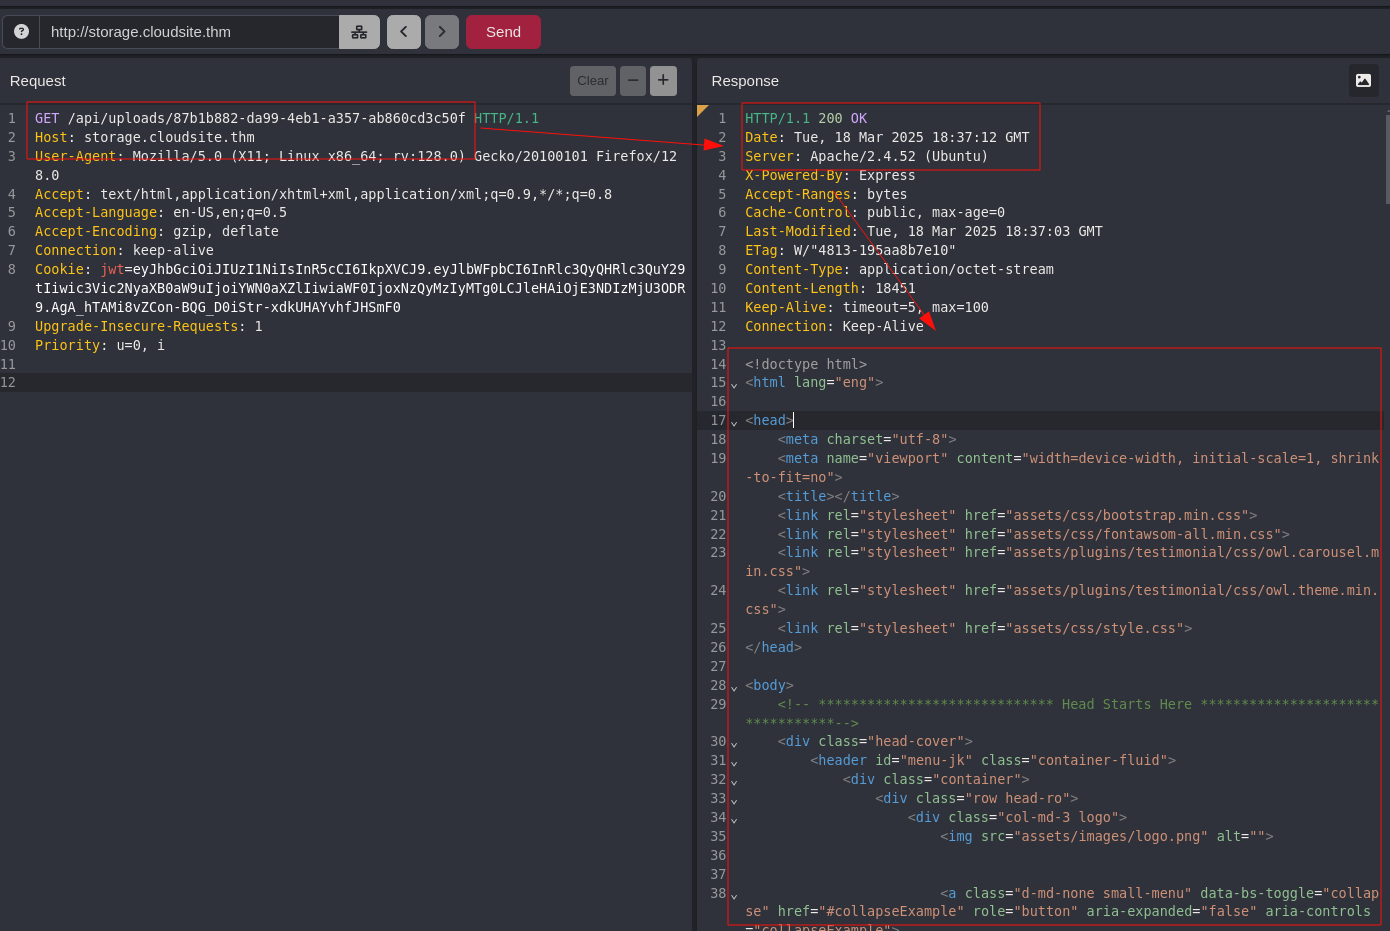 http://storage.cloudsite.thm
Send
Request
Clear
Response
1 GET /api/uploads/87b1b882-da99-4eb1-a357-ab860cd3c50f HTTP/1.1
2 Host: storage.cloudsite.thm
3 User-Agent: Mozilla/5.0 (X11; Linux x86_64; rv:128.0) Gecko/20100101 Firefox/12
8.0
4 Accept: text/html,application/xhtml+xml,application/xml;q=0.9,*/*;q=0.8
5 Accept-Language: en-US,en;q=0.5
6 Accept-Encoding: gzip, deflate
7 Connection: keep-alive
8 Cookie: jwt=eyJhbGciOiJIUzI1NiIsInR5cCI6IkpXVCJ9.eyJlbWFpbCI6InRlc3QyQHRlc3QuY29
tIiwic3Vic2NyaXB0aW9uIjoiYWN0aXZlIiwiaWF0IjoxNzQyMzIyMTg0LCJleHAiOjE3NDIzMjU3ODR
9.AgA_hTAMi8vZCon-BQG_D0iStr-xdkUHAYvhfJHSmF0
9 Upgrade-Insecure-Requests: 1
10 Priority: u=0, i
11
12
1 HTTP/1.1 200 OK
2 Date: Tue, 18 Mar 2025 18:37:12 GMT
3 Server: Apache/2.4.52 (Ubuntu)
4 X-Powered-By: Express
5 Accept-Ranges: bytes
6 Cache-Control: public, max-age=0
7 Last-Modified: Tue, 18 Mar 2025 18:37:03 GMT
8 ETag: W/"4813-195aa8b7e10"
9 Content-Type: application/octet-stream
10 Content-Length: 18451
11 Keep-Alive: timeout=5, max=100
12 Connection: Keep-Alive
13
14 <!doctype html>
15 <html lang="eng">
16
17 <head>
18 <meta charset="utf-8">
19 <meta name="viewport" content="width=device-width, initial-scale=1, shrink
-to-fit=no">
20 <title></title>
21 <link rel="stylesheet" href="assets/css/bootstrap.min.css">
22 <link rel="stylesheet" href="assets/css/fontawsom-all.min.css">
23 <link rel="stylesheet" href="assets/plugins/testimonial/css/owl.carousel.m
in.css">
24 <link rel="stylesheet" href="assets/plugins/testimonial/css/owl.theme.min.
css">
25 <link rel="stylesheet" href="assets/css/style.css">
26 </head>
27
28 <body>
29 <!-- ***************************** Head Starts Here **********************
***********-->
30 <div class="head-cover">
31 <header id="menu-jk" class="container-fluid">
32 <div class="container">
33 <div class="row head-ro">
34 <div class="col-md-3 logo">
35 <img src="assets/images/logo.png" alt="">
36
37
38 <a class="d-md-none small-menu" data-bs-toggle="collap
se" href="#collapseExample" role="button" aria-expanded="false" aria-controls
="collapseExample">